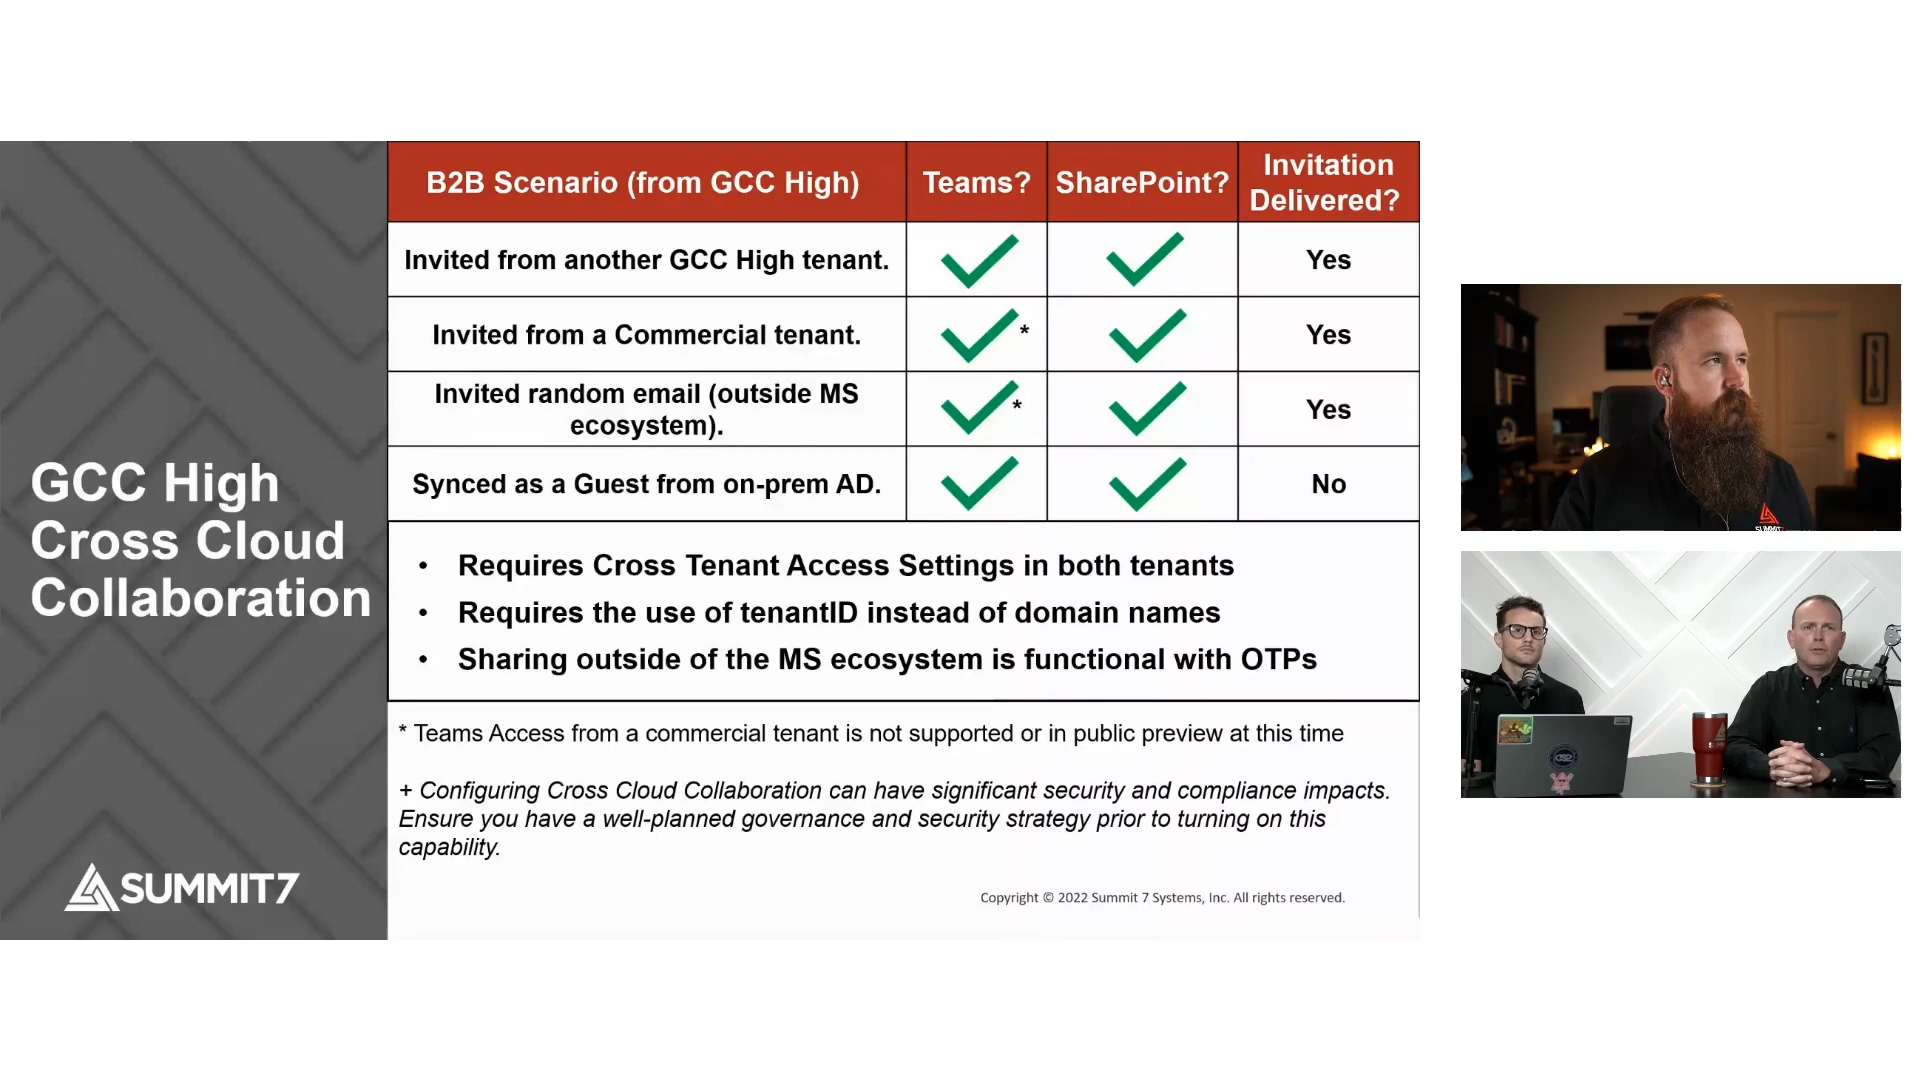 GCC High
Cross Cloud
Collaboration
SUMMIT7
B2B Scenario (from GCC High)
Teams?
SharePoint?
Invitation
Delivered?
Invited from another GCC High tenant.
Yes
Invited from a Commercial tenant.
*
Yes
Invited random email (outside MS
ecosystem).
*
Yes
Synced as a Guest from on-prem AD.
No
• Requires Cross Tenant Access Settings in both tenants
• Requires the use of tenantID instead of domain names
• Sharing outside of the MS ecosystem is functional with OTPs
* Teams Access from a commercial tenant is not supported or in public preview at this time
+ Configuring Cross Cloud Collaboration can have significant security and compliance impacts.
Ensure you have a well-planned governance and security strategy prior to turning on this
capability.
Copyright © 2022 Summit 7 Systems, Inc. All rights reserved.